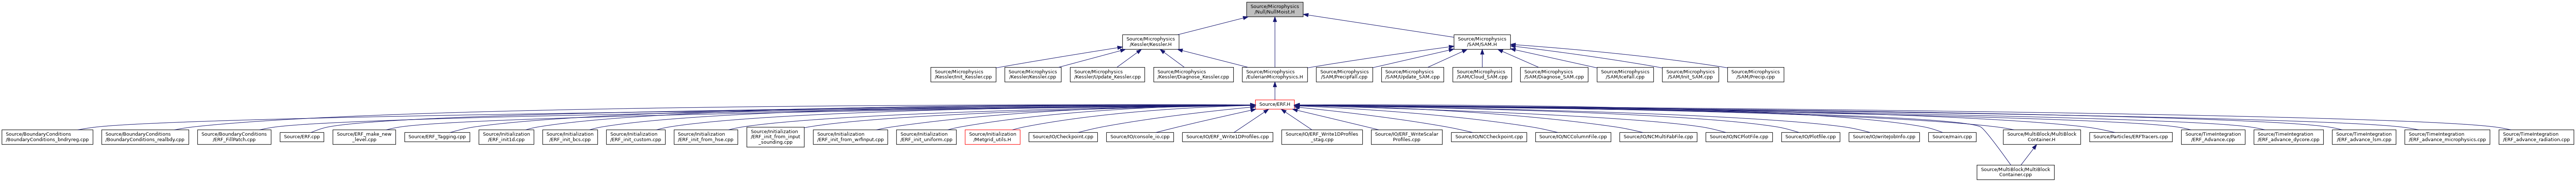 Source/Microphysics
/Null/NullMoist.H
Source/Microphysics
/Kessler/Kessler.H
Source/Microphysics
/SAM/SAM.H
Source/Microphysics
/Kessler/Init_Kessler.cpp
Source/Microphysics
/Kessler/Kessler.cpp
Source/Microphysics
/Kessler/Update_Kessler.cpp
Source/Microphysics
/Kessler/Diagnose_Kessler.cpp
Source/Microphysics
/EulerianMicrophysics.H
Source/Microphysics
/SAM/PrecipFall.cpp
Source/Microphysics
/SAM/Update_SAM.cpp
Source/Microphysics
/SAM/Cloud_SAM.cpp
Source/Microphysics
/SAM/Diagnose_SAM.cpp
Source/Microphysics
/SAM/IceFall.cpp
Source/Microphysics
/SAM/Init_SAM.cpp
Source/Microphysics
/SAM/Precip.cpp
Source/ERF.H
Source/BoundaryConditions
/BoundaryConditions_bndryreg.cpp
Source/BoundaryConditions
/BoundaryConditions_realbdy.cpp
Source/BoundaryConditions
/ERF_FillPatch.cpp
Source/ERF.cpp
Source/ERF_make_new
_level.cpp
Source/ERF_Tagging.cpp
Source/Initialization
/ERF_init1d.cpp
Source/Initialization
/ERF_init_bcs.cpp
Source/Initialization
/ERF_init_custom.cpp
Source/Initialization
/ERF_init_from_hse.cpp
Source/Initialization
/ERF_init_from_input
_sounding.cpp
Source/Initialization
/ERF_init_from_wrfinput.cpp
Source/Initialization
/ERF_init_uniform.cpp
Source/Initialization
/Metgrid_utils.H
Source/IO/Checkpoint.cpp
Source/IO/console_io.cpp
Source/IO/ERF_Write1DProfiles.cpp
Source/IO/ERF_Write1DProfiles
_stag.cpp
Source/IO/ERF_WriteScalar
Profiles.cpp
Source/IO/NCCheckpoint.cpp
Source/IO/NCColumnFile.cpp
Source/IO/NCMultiFabFile.cpp
Source/IO/NCPlotFile.cpp
Source/IO/Plotfile.cpp
Source/IO/writeJobInfo.cpp
Source/main.cpp
Source/MultiBlock/MultiBlock
Container.H
Source/Particles/ERFTracers.cpp
Source/TimeIntegration
/ERF_Advance.cpp
Source/TimeIntegration
/ERF_advance_dycore.cpp
Source/TimeIntegration
/ERF_advance_lsm.cpp
Source/TimeIntegration
/ERF_advance_microphysics.cpp
Source/TimeIntegration
/ERF_advance_radiation.cpp
Source/MultiBlock/MultiBlock
Container.cpp